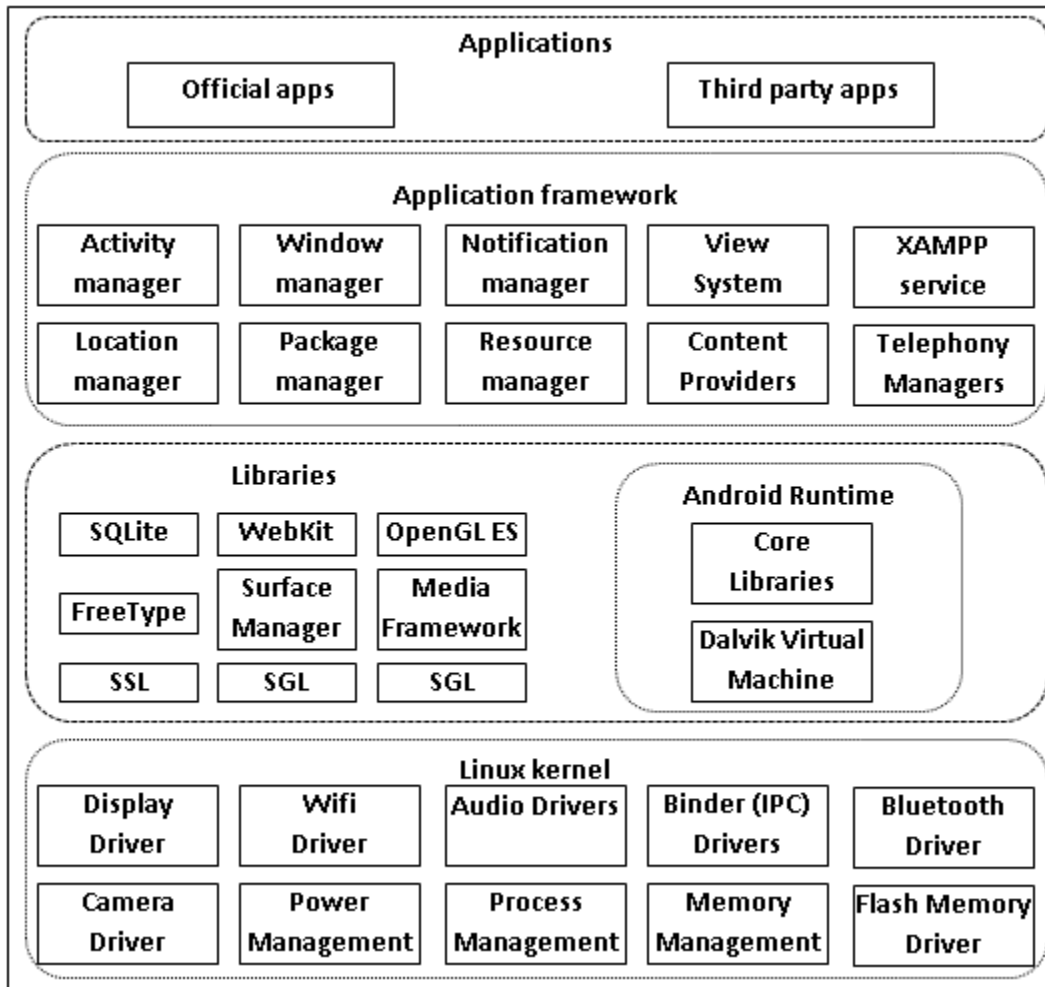 Applications
Official apps
Third party apps
Application framework
Activity
manager
Window
manager
Notification
manager
View
System
XAMPP
service
Location
manager
Package
manager
Resource
manager
Content
Providers
Telephony
Managers
Libraries
SQLite
WebKit
OpenGL ES
FreeType
Surface
Manager
Media
Framework
SSL
SGL
SGL
Android Runtime
Core
Libraries
Dalvik Virtual
Machine
Linux kernel
Display
Driver
Wifi
Driver
Audio Drivers
Binder (IPC)
Drivers
Bluetooth
Driver
Camera
Driver
Power
Management
Process
Management
Memory
Management
Flash Memory
Driver